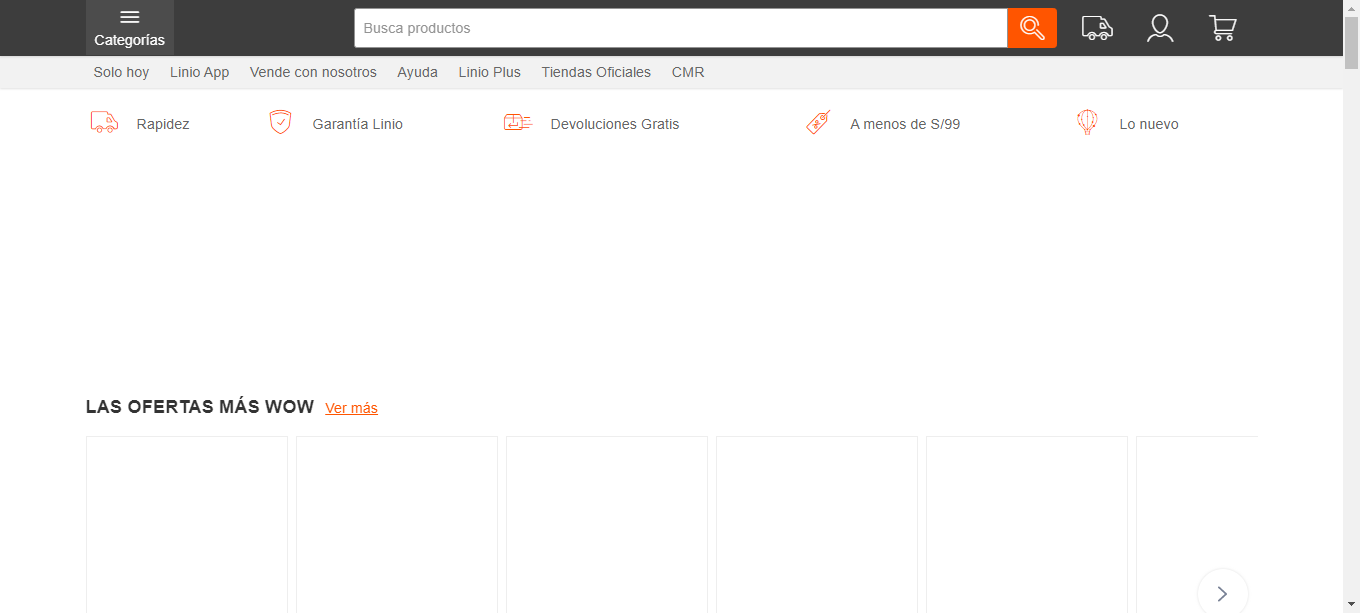 Categorías
Busca productos
Solo hoy Linio App Vende con nosotros Ayuda Linio Plus Tiendas Oficiales CMR
Rapidez Garantía Linio Devoluciones Gratis A menos de S/99 Lo nuevo
LAS OFERTAS MÁS WOW Ver más